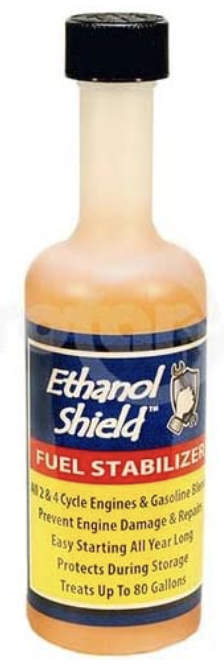 Ethanol
Shield™
FUEL STABILIZER
All 2 & 4 Cycle Engines & Gasoline
Prevent Engine Damage & Repairs
Easy Starting All Year Long
Protects During Storage
Treats Up To 80 Gallons